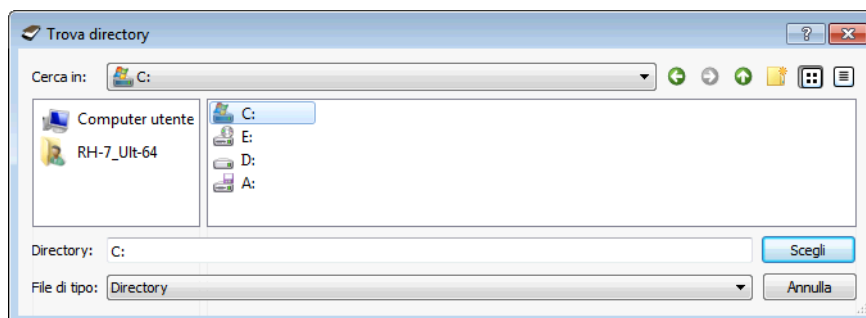 Trova directory
Cerca in: C:
Computer utente
RH-7_Ult-64
C:
E:
D:
A:
Directory: C: Scegli
File di tipo: Directory Annulla